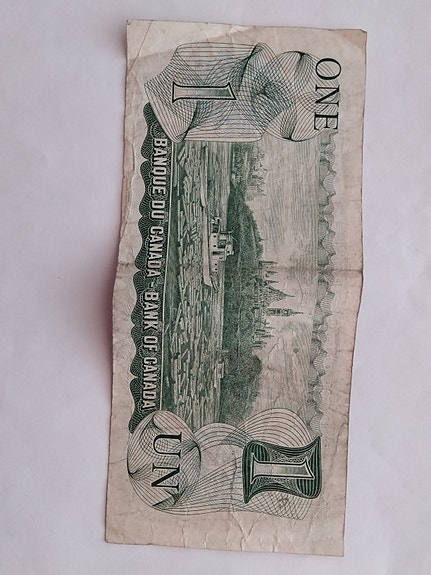 1 ONE
BANQUE DU CANADA - BANK OF CANADA
UN 1